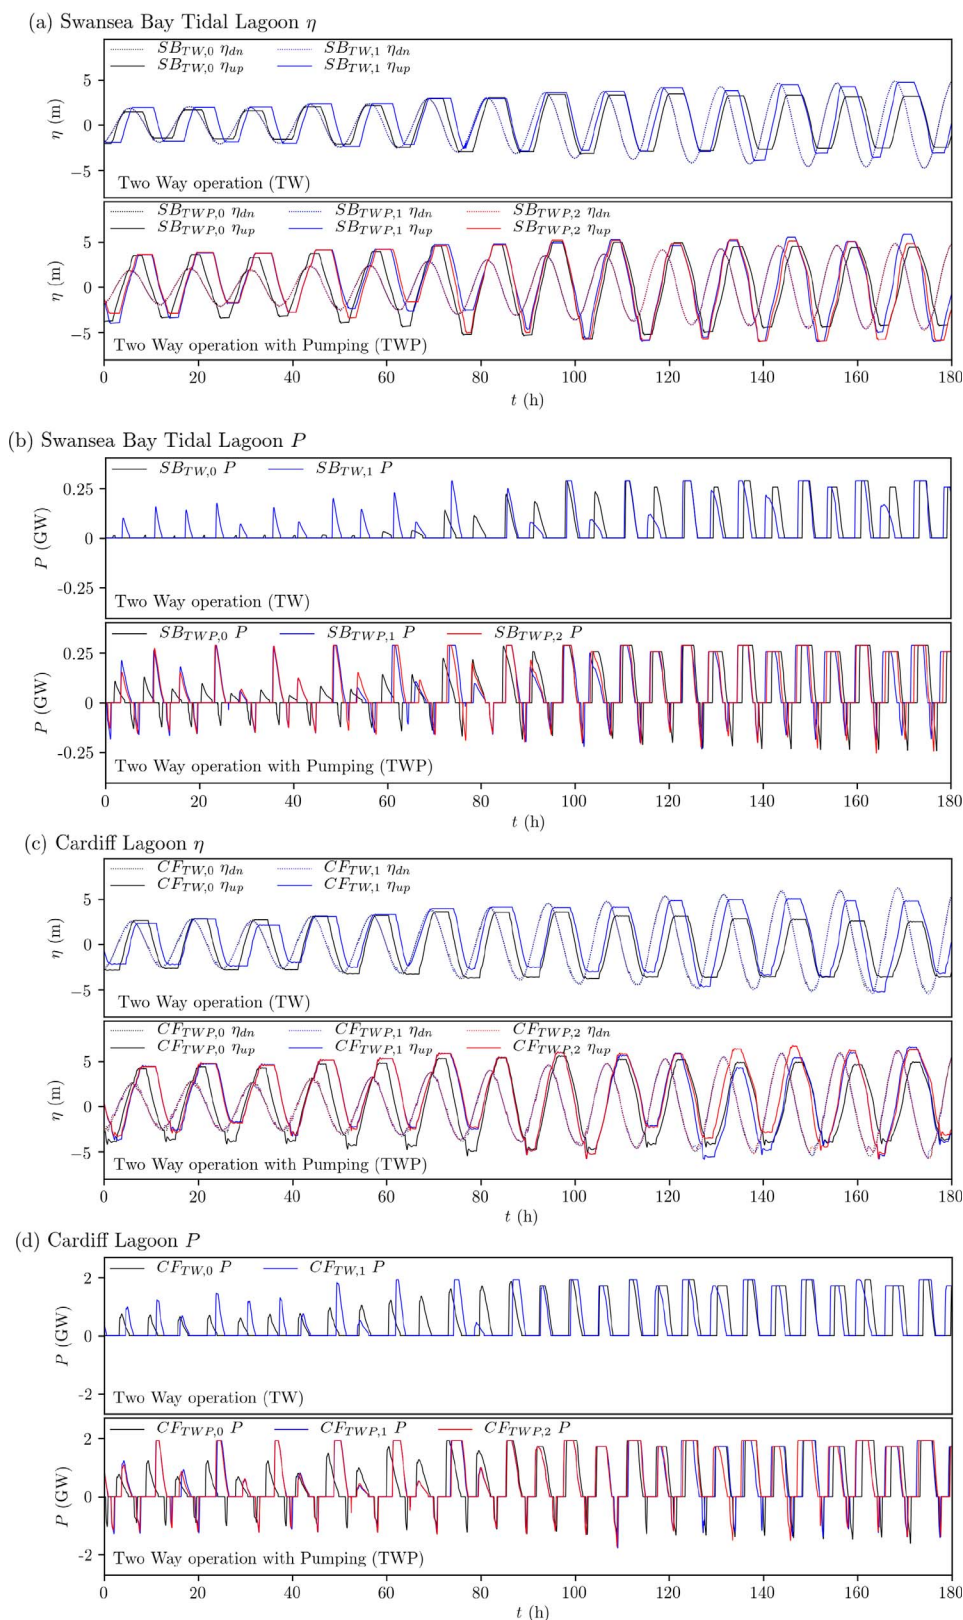 (a) Swansea Bay Tidal Lagoon η
SB_TW,0 η_dn SB_TW,1 η_dn
SB_TW,0 η_up SB_TW,1 η_up
5
0
−5
η (m)
Two Way operation (TW)
SB_TWP,0 η_dn SB_TWP,1 η_dn SB_TWP,2 η_dn
SB_TWP,0 η_up SB_TWP,1 η_up SB_TWP,2 η_up
5
0
−5
η (m)
Two Way operation with Pumping (TWP)
0 20 40 60 80 100 120 140 160 180
t (h)
(b) Swansea Bay Tidal Lagoon P
SB_TW,0 P SB_TW,1 P
0.25
0
-0.25
P (GW)
Two Way operation (TW)
SB_TWP,0 P SB_TWP,1 P SB_TWP,2 P
0.25
0
-0.25
P (GW)
Two Way operation with Pumping (TWP)
0 20 40 60 80 100 120 140 160 180
t (h)
(c) Cardiff Lagoon η
CF_TW,0 η_dn CF_TW,1 η_dn
CF_TW,0 η_up CF_TW,1 η_up
5
0
−5
η (m)
Two Way operation (TW)
CF_TWP,0 η_dn CF_TWP,1 η_dn CF_TWP,2 η_dn
CF_TWP,0 η_up CF_TWP,1 η_up CF_TWP,2 η_up
5
0
−5
η (m)
Two Way operation with Pumping (TWP)
0 20 40 60 80 100 120 140 160 180
t (h)
(d) Cardiff Lagoon P
CF_TW,0 P CF_TW,1 P
2
0
-2
P (GW)
Two Way operation (TW)
CF_TWP,0 P CF_TWP,1 P CF_TWP,2 P
2
0
-2
P (GW)
Two Way operation with Pumping (TWP)
0 20 40 60 80 100 120 140 160 180
t (h)